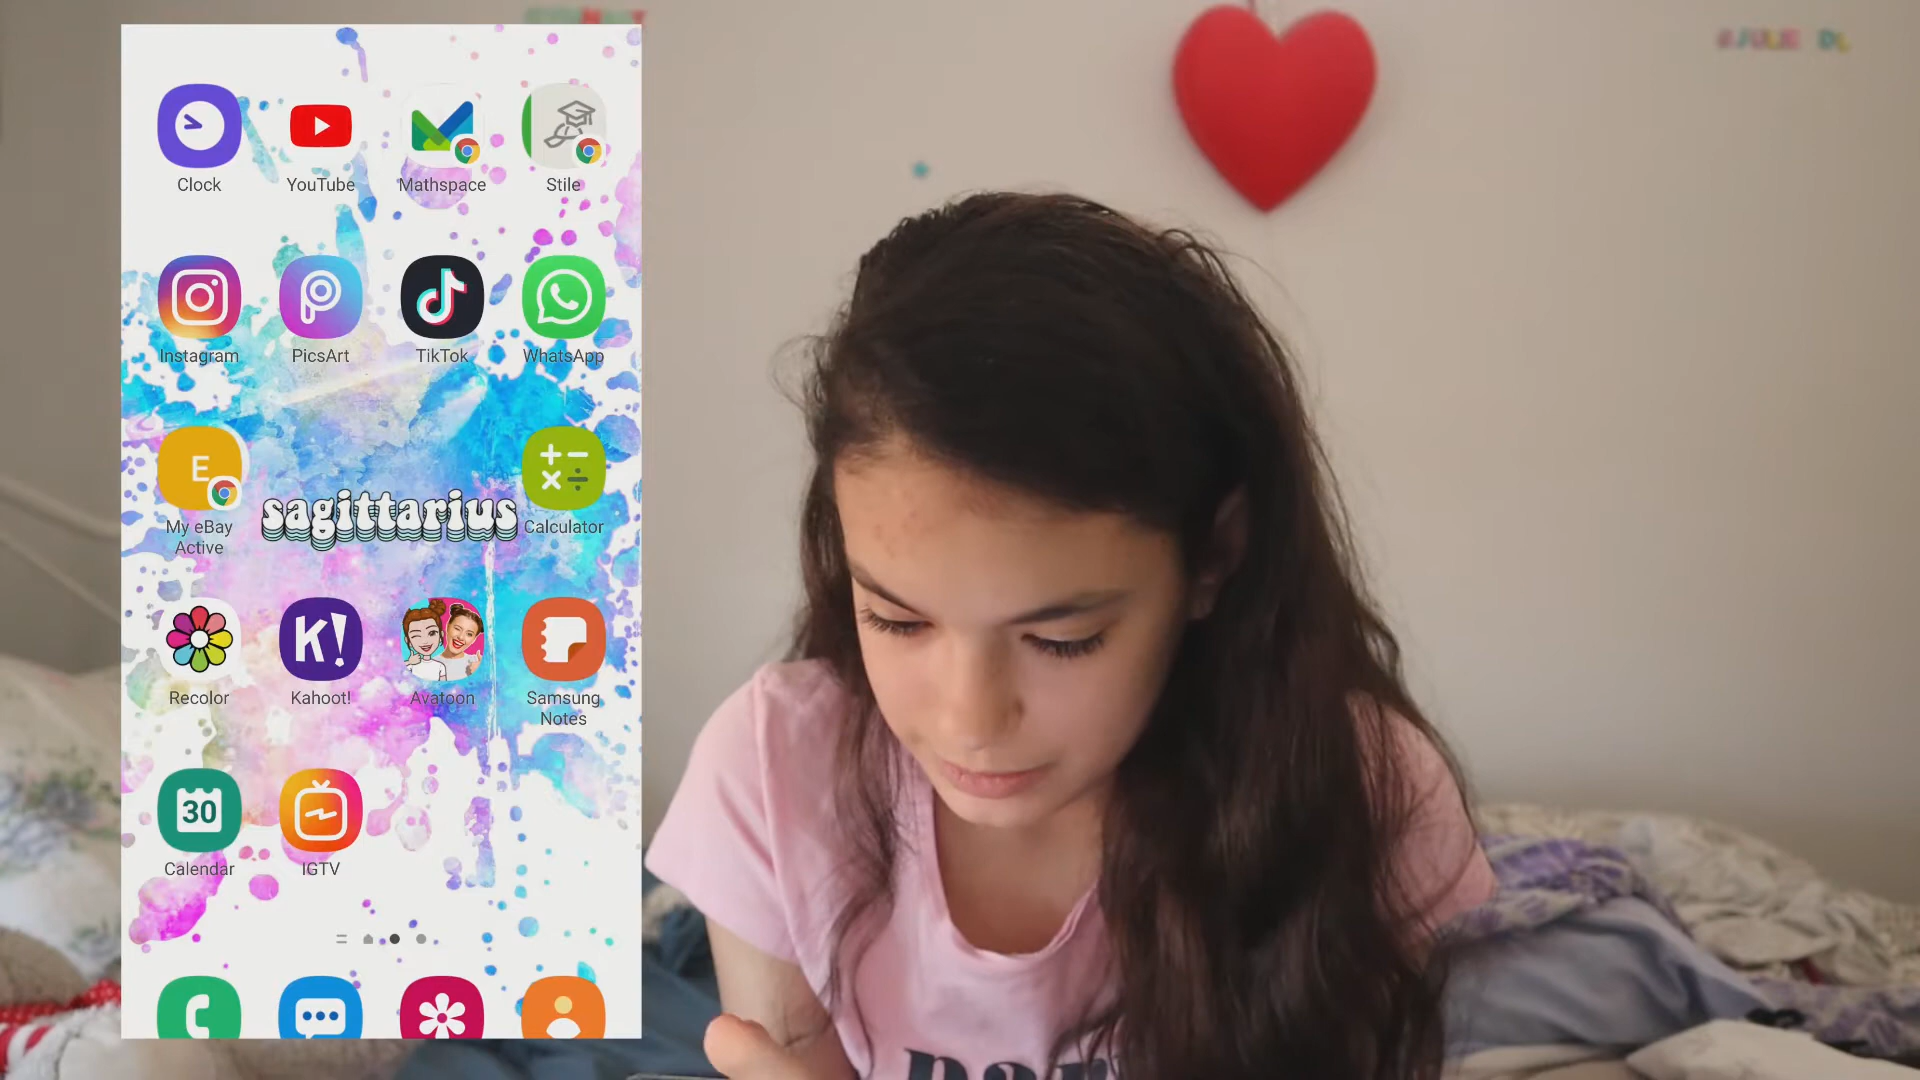 Clock
YouTube
Mathspace
Stile
Instagram
PicsArt
TikTok
WhatsApp
E
My eBay
Active
sagittarius
Calculator
Recolor
K!
Kahoot!
Avatoon
Samsung
Notes
30
Calendar
IGTV